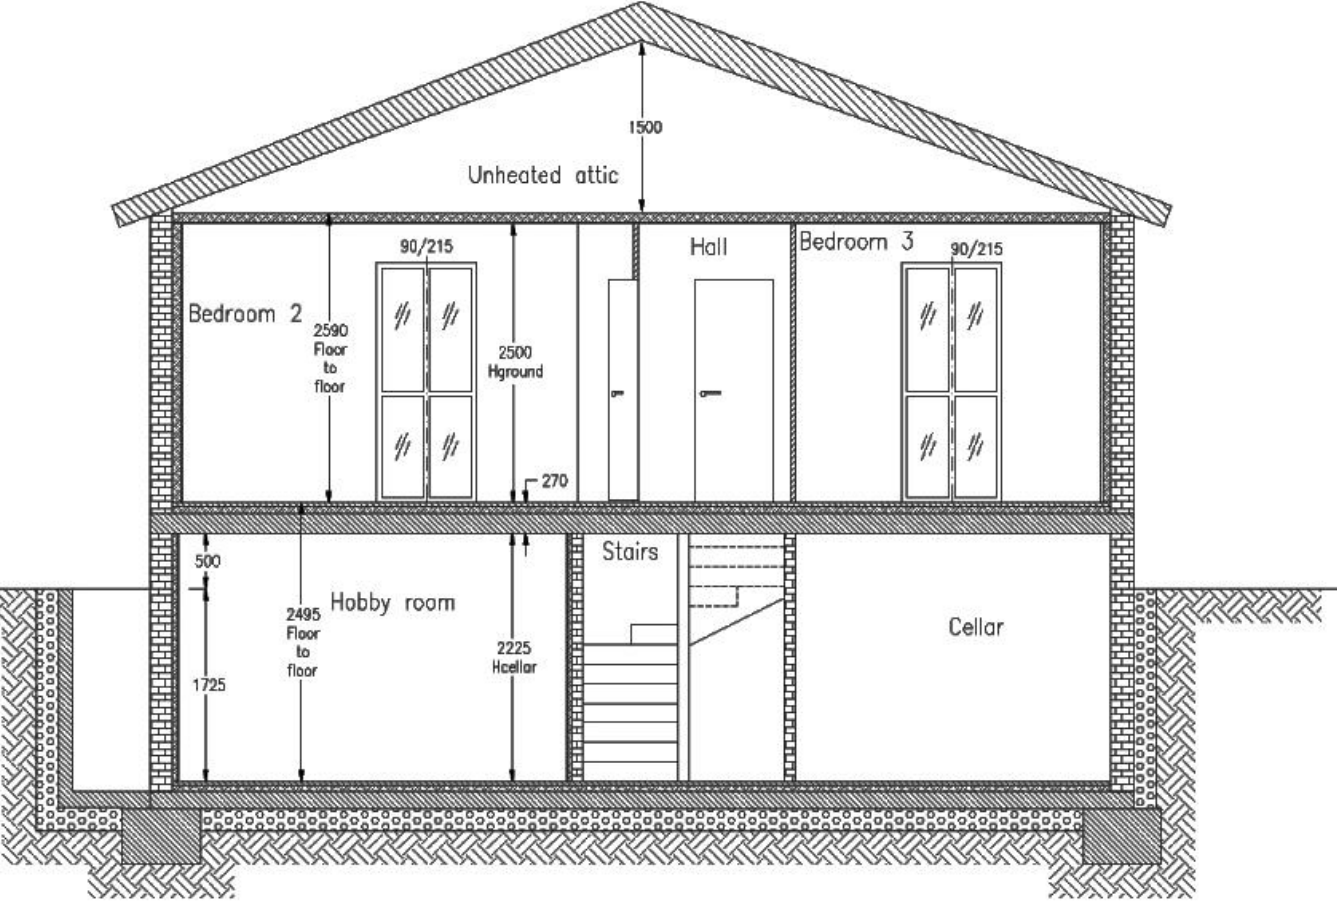 1500
Unheated attic
90/215
Hall
Bedroom 3
90/215
Bedroom 2
2590
Floor
to
floor
2500
Hground
270
500
Stairs
Hobby room
2495
Floor
to
floor
2225
Hcellar
Cellar
1725